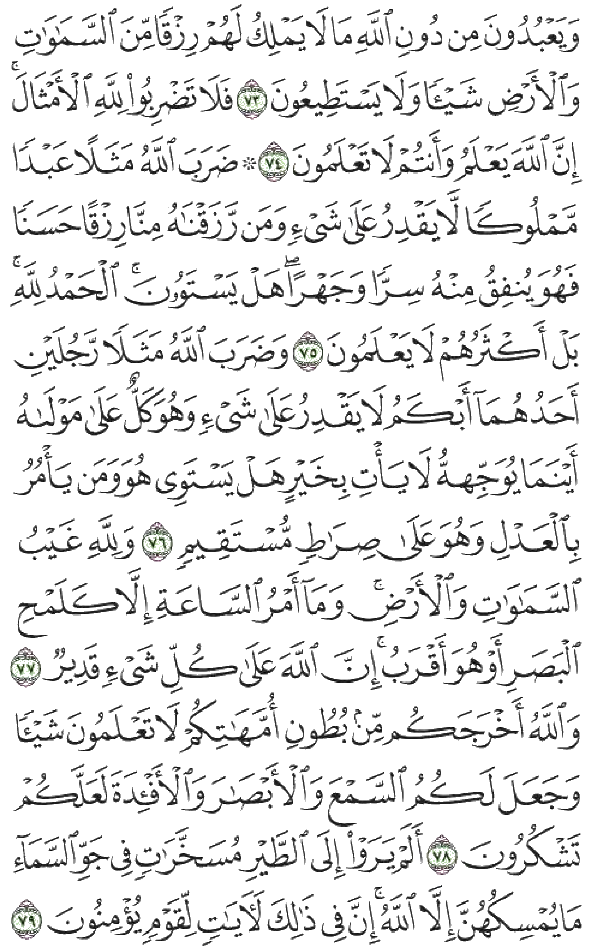 وَيَعْبُدُونَ مِن دُونِ ٱللَّهِ مَا لَا يَمْلِكُ لَهُمْ رِزْقًا مِّنَ ٱلسَّمَـٰوَٰتِ
وَٱلْأَرْضِ شَيْـًٔا وَلَا يَسْتَطِيعُونَ ٧٣ فَلَا تَضْرِبُوا۟ لِلَّهِ ٱلْأَمْثَالَ ۚ
إِنَّ ٱللَّهَ يَعْلَمُ وَأَنتُمْ لَا تَعْلَمُونَ ٧٤ ۞ ضَرَبَ ٱللَّهُ مَثَلًا عَبْدًا
مَّمْلُوكًا لَّا يَقْدِرُ عَلَىٰ شَىْءٍ وَمَن رَّزَقْنَـٰهُ مِنَّا رِزْقًا حَسَنًا
فَهُوَ يُنفِقُ مِنْهُ سِرًّا وَجَهْرًا ۖ هَلْ يَسْتَوُۥنَ ۚ ٱلْحَمْدُ لِلَّهِ ۚ
بَلْ أَكْثَرُهُمْ لَا يَعْلَمُونَ ٧٥ وَضَرَبَ ٱللَّهُ مَثَلًا رَّجُلَيْنِ
أَحَدُهُمَآ أَبْكَمُ لَا يَقْدِرُ عَلَىٰ شَىْءٍ وَهُوَ كَلٌّ عَلَىٰ مَوْلَىٰهُ
أَيْنَمَا يُوَجِّههُّ لَا يَأْتِ بِخَيْرٍ هَلْ يَسْتَوِى هُوَ وَمَن يَأْمُرُ
بِٱلْعَدْلِ وَهُوَ عَلَىٰ صِرَٰطٍ مُّسْتَقِيمٍ ٧٦ وَلِلَّهِ غَيْبُ
ٱلسَّمَـٰوَٰتِ وَٱلْأَرْضِ ۚ وَمَآ أَمْرُ ٱلسَّاعَةِ إِلَّا كَلَمْحِ
ٱلْبَصَرِ أَوْ هُوَ أَقْرَبُ ۚ إِنَّ ٱللَّهَ عَلَىٰ كُلِّ شَىْءٍ قَدِيرٌ ٧٧
وَٱللَّهُ أَخْرَجَكُم مِّنۢ بُطُونِ أُمَّهَـٰتِكُمْ لَا تَعْلَمُونَ شَيْـًٔا
وَجَعَلَ لَكُمُ ٱلسَّمْعَ وَٱلْأَبْصَـٰرَ وَٱلْأَفْـِٔدَةَ لَعَلَّكُمْ
تَشْكُرُونَ ٧٨ أَلَمْ يَرَوْا۟ إِلَى ٱلطَّيْرِ مُسَخَّرَٰتٍ فِى جَوِّ ٱلسَّمَآءِ
مَا يُمْسِكُهُنَّ إِلَّا ٱللَّهُ ۗ إِنَّ فِى ذَٰلِكَ لَـَٔايَـٰتٍ لِّقَوْمٍ يُؤْمِنُونَ ٧٩